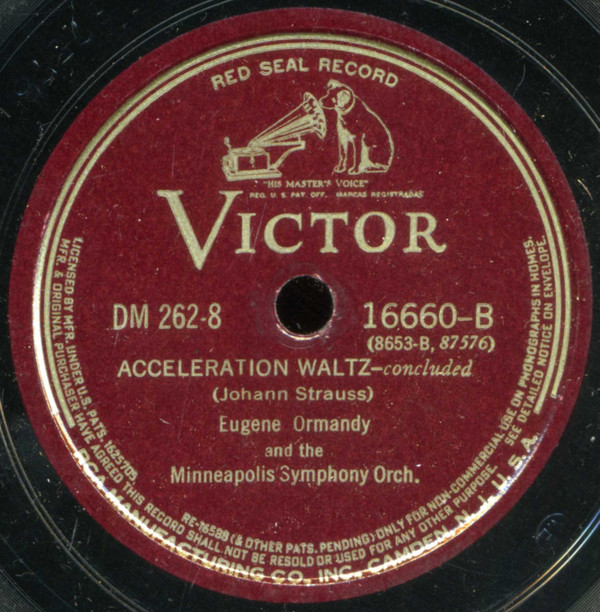 RED SEAL RECORD
"HIS MASTER'S VOICE"
REG. U. S. PAT. OFF. MARCAS REGISTRADAS
VICTOR
DM 262-8
16660-B
(8653-B, 87576)
ACCELERATION WALTZ-concluded
(Johann Strauss)
Eugene Ormandy
and the
Minneapolis Symphony Orch.
LICENSED BY MFR. UNDER U.S. PATS. 1625705,
RE-16588 (& OTHER PATS. PENDING) ONLY FOR NON-COMMERCIAL USE ON PHONOGRAPHS IN HOMES.
MFR. & ORIGINAL PURCHASER HAVE AGREED THIS RECORD SHALL NOT BE RESOLD OR USED FOR ANY OTHER PURPOSE. SEE DETAILED NOTICE ON ENVELOPE.
RCA MANUFACTURING CO. INC., CAMDEN, N. J., U. S. A.